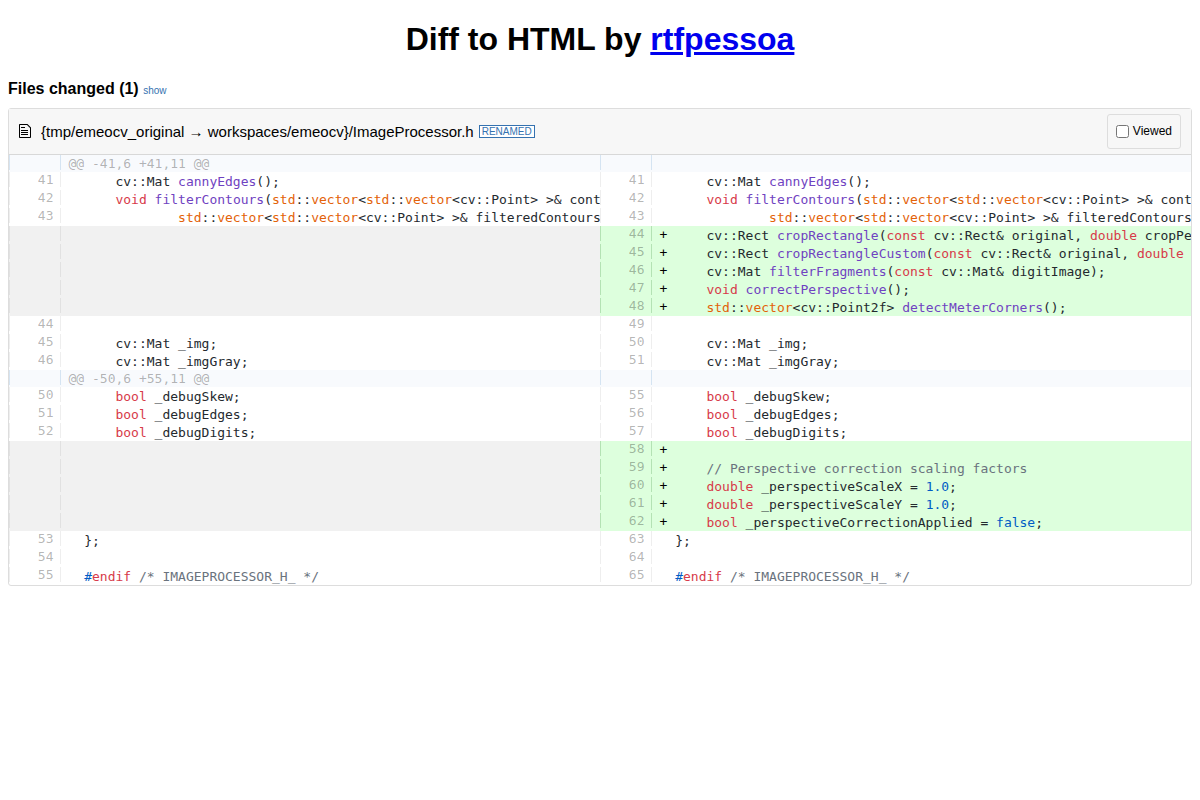 Diff to HTML by rtfpessoa
Files changed (1) show
{tmp/emeocv_original → workspaces/emeocv}/ImageProcessor.h RENAMED Viewed
@@ -41,6 +41,11 @@
41 cv::Mat cannyEdges(); 41 cv::Mat cannyEdges();
42 void filterContours(std::vector<std::vector<cv::Point> >& cont 42 void filterContours(std::vector<std::vector<cv::Point> >& cont
43 std::vector<std::vector<cv::Point> >& filteredContours 43 std::vector<std::vector<cv::Point> >& filteredContours
44 + cv::Rect cropRectangle(const cv::Rect& original, double cropPe
45 + cv::Rect cropRectangleCustom(const cv::Rect& original, double
46 + cv::Mat filterFragments(const cv::Mat& digitImage);
47 + void correctPerspective();
48 + std::vector<cv::Point2f> detectMeterCorners();
44 49
45 cv::Mat _img; 50 cv::Mat _img;
46 cv::Mat _imgGray; 51 cv::Mat _imgGray;
@@ -50,6 +55,11 @@
50 bool _debugSkew; 55 bool _debugSkew;
51 bool _debugEdges; 56 bool _debugEdges;
52 bool _debugDigits; 57 bool _debugDigits;
58 +
59 + // Perspective correction scaling factors
60 + double _perspectiveScaleX = 1.0;
61 + double _perspectiveScaleY = 1.0;
62 + bool _perspectiveCorrectionApplied = false;
53 }; 63 };
54 64
55 #endif /* IMAGEPROCESSOR_H_ */ 65 #endif /* IMAGEPROCESSOR_H_ */